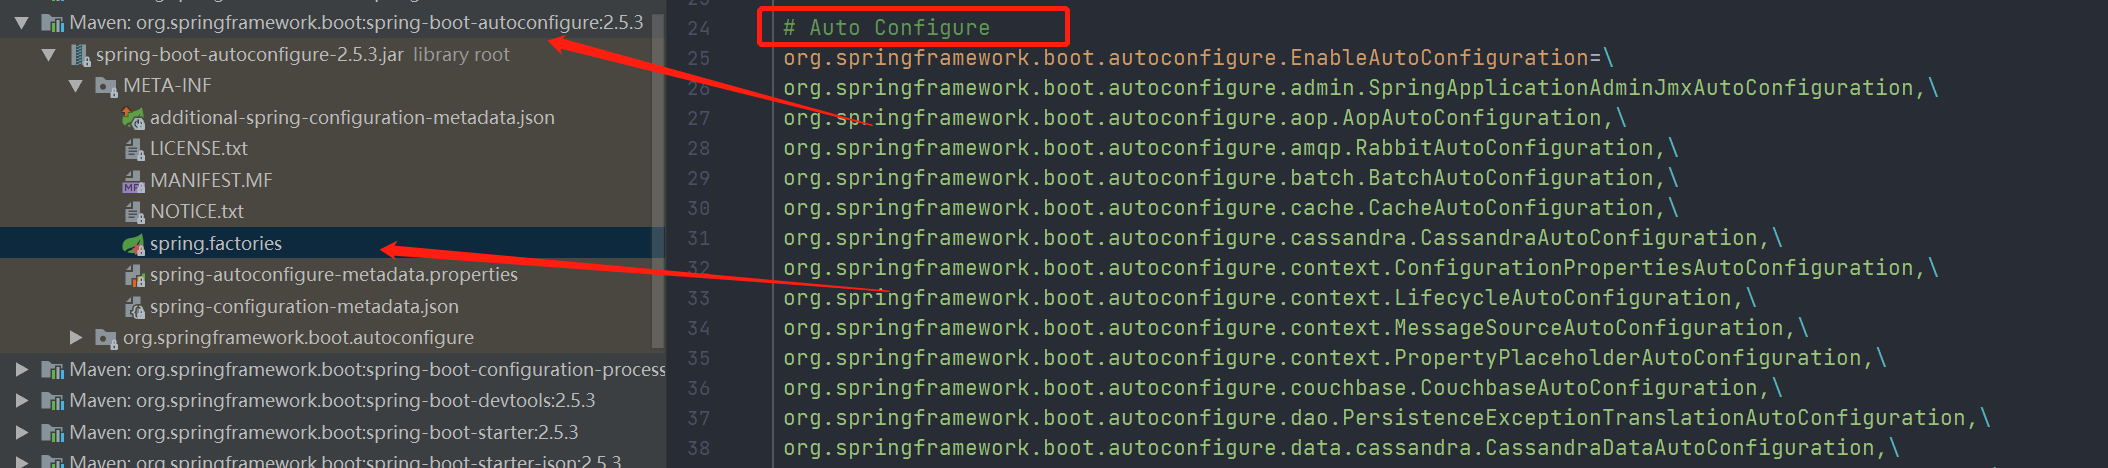 Maven: org.springframework.boot:spring-boot-autoconfigure:2.5.3
spring-boot-autoconfigure-2.5.3.jar library root
META-INF
additional-spring-configuration-metadata.json
LICENSE.txt
MANIFEST.MF
NOTICE.txt
spring.factories
spring-autoconfigure-metadata.properties
spring-configuration-metadata.json
org.springframework.boot.autoconfigure
Maven: org.springframework.boot:spring-boot-configuration-process
Maven: org.springframework.boot:spring-boot-devtools:2.5.3
Maven: org.springframework.boot:spring-boot-starter:2.5.3
Maven: org.springframework.boot:spring-boot-starter-json:2.5.3
23
24 # Auto Configure
25 org.springframework.boot.autoconfigure.EnableAutoConfiguration=\
26 org.springframework.boot.autoconfigure.admin.SpringApplicationAdminJmxAutoConfiguration,\
27 org.springframework.boot.autoconfigure.aop.AopAutoConfiguration,\
28 org.springframework.boot.autoconfigure.amqp.RabbitAutoConfiguration,\
29 org.springframework.boot.autoconfigure.batch.BatchAutoConfiguration,\
30 org.springframework.boot.autoconfigure.cache.CacheAutoConfiguration,\
31 org.springframework.boot.autoconfigure.cassandra.CassandraAutoConfiguration,\
32 org.springframework.boot.autoconfigure.context.ConfigurationPropertiesAutoConfiguration,\
33 org.springframework.boot.autoconfigure.context.LifecycleAutoConfiguration,\
34 org.springframework.boot.autoconfigure.context.MessageSourceAutoConfiguration,\
35 org.springframework.boot.autoconfigure.context.PropertyPlaceholderAutoConfiguration,\
36 org.springframework.boot.autoconfigure.couchbase.CouchbaseAutoConfiguration,\
37 org.springframework.boot.autoconfigure.dao.PersistenceExceptionTranslationAutoConfiguration,\
38 org.springframework.boot.autoconfigure.data.cassandra.CassandraDataAutoConfiguration,\